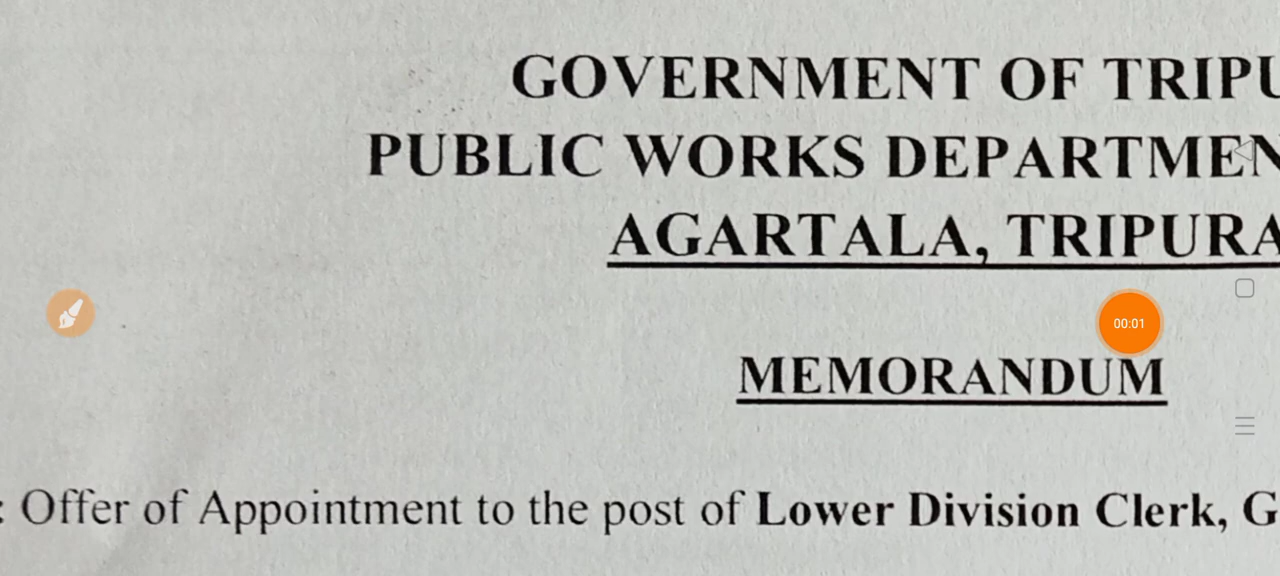 GOVERNMENT OF TRIPU
PUBLIC WORKS DEPARTMEN
AGARTALA, TRIPURA
00:01
MEMORANDUM
: Offer of Appointment to the post of Lower Division Clerk, G